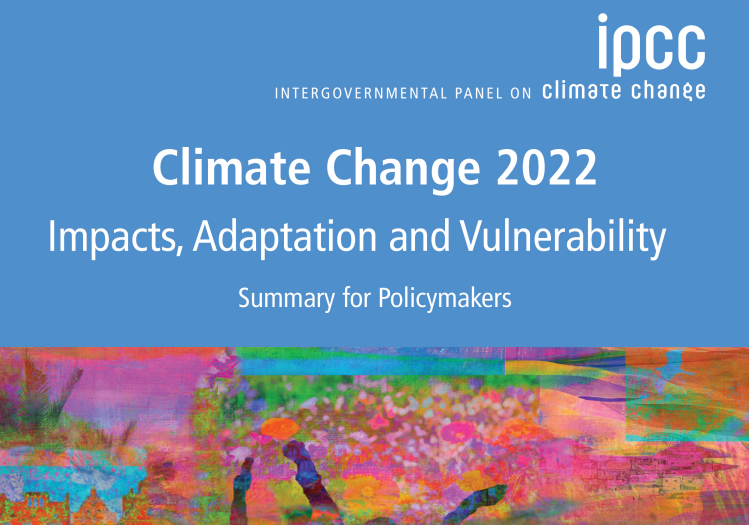 ipcc
INTERGOVERNMENTAL PANEL ON climate change
Climate Change 2022
Impacts, Adaptation and Vulnerability
Summary for Policymakers